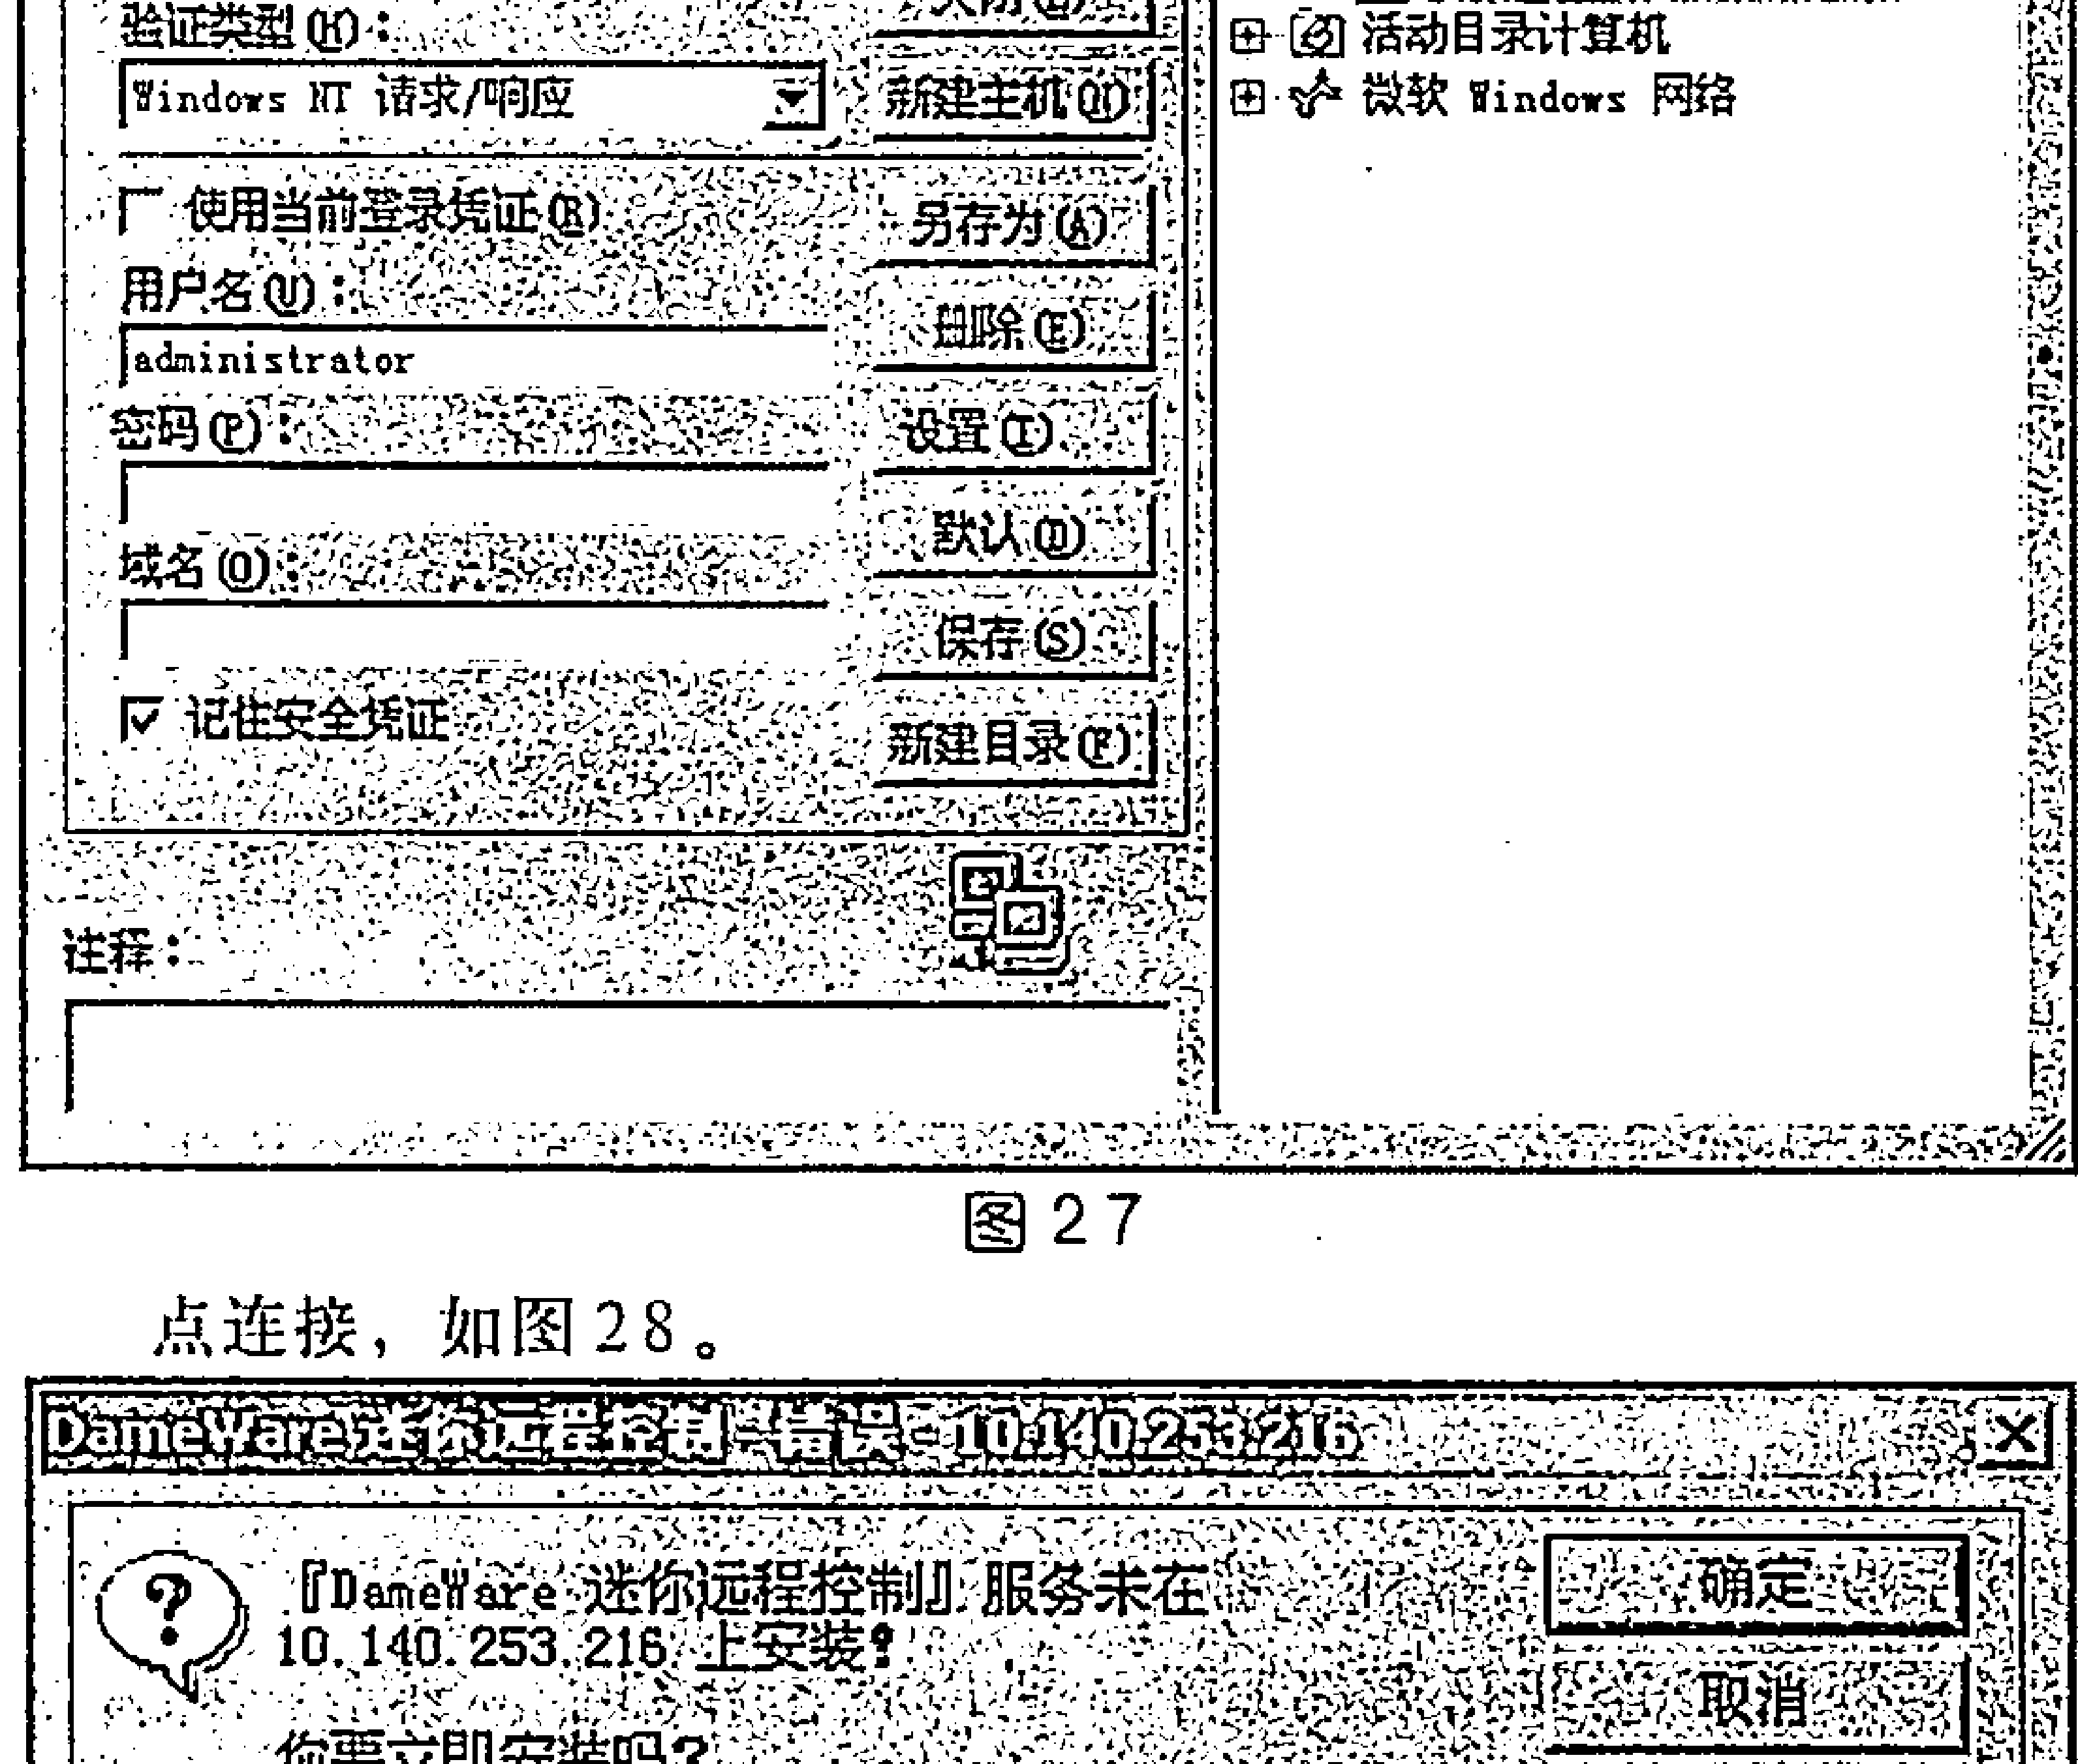 验证类型(H):
Windows NT 请求/响应
使用当前登录凭证(R)
用户名(U):
administrator
密码(P):
域名(O):
记住安全凭证
新建主机(N)
另存为(A)
删除(E)
设置(I)
默认(D)
保存(S)
新建目录(F)
注释:
活动目录计算机
微软 Windows 网络
图27
点连接，如图28。
DameWare 迷你远程控制 - 错误 - 10.140.253.216
『DameWare 迷你远程控制』服务未在
10.140.253.216 上安装?
你要立即安装吗?
确定
取消